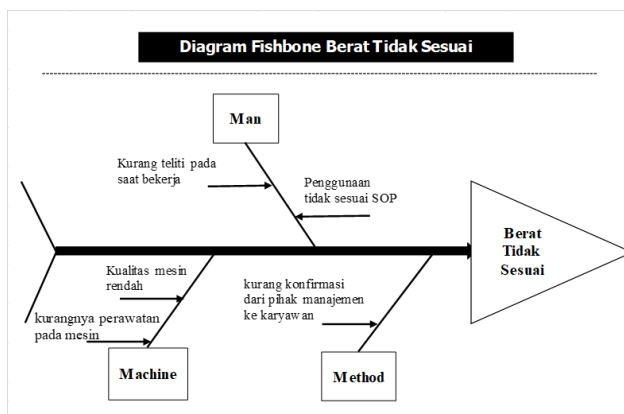 Diagram Fishbone Berat Tidak Sesuai
Man
Kurang teliti pada
saat bekerja
Penggunaan
tidak sesuai SOP
Berat
Tidak
Sesuai
Kualitas mesin
rendah
kurangnya perawatan
pada mesin
kurang konfirmasi
dari pihak manajemen
ke karyawan
Machine
Method